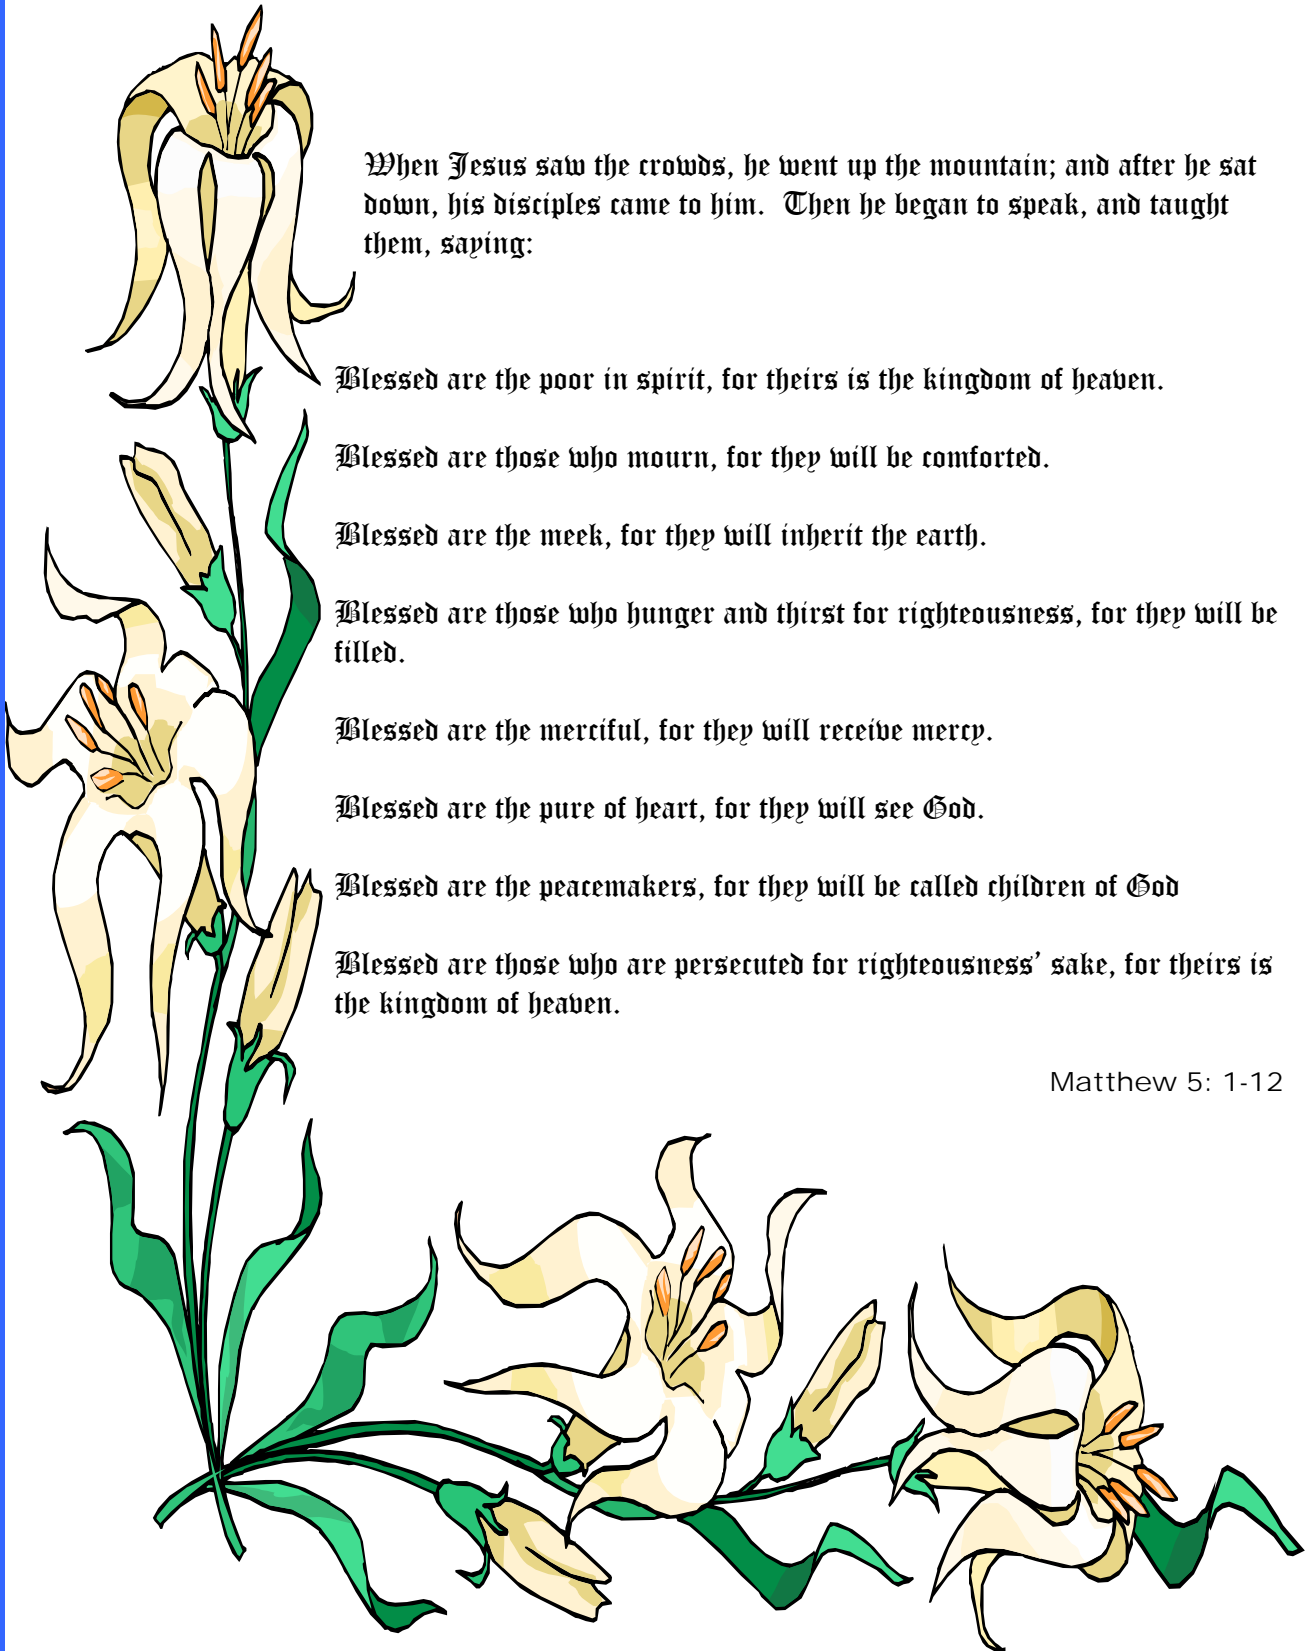 When Jesus saw the crowds, he went up the mountain; and after he sat
down, his disciples came to him.  Then he began to speak, and taught
them, saying:
Blessed are the poor in spirit, for theirs is the kingdom of heaven.
Blessed are those who mourn, for they will be comforted.
Blessed are the meek, for they will inherit the earth.
Blessed are those who hunger and thirst for righteousness, for they will be
filled.
Blessed are the merciful, for they will receive mercy.
Blessed are the pure of heart, for they will see God.
Blessed are the peacemakers, for they will be called children of God
Blessed are those who are persecuted for righteousness’ sake, for theirs is
the kingdom of heaven.
Matthew 5: 1-12